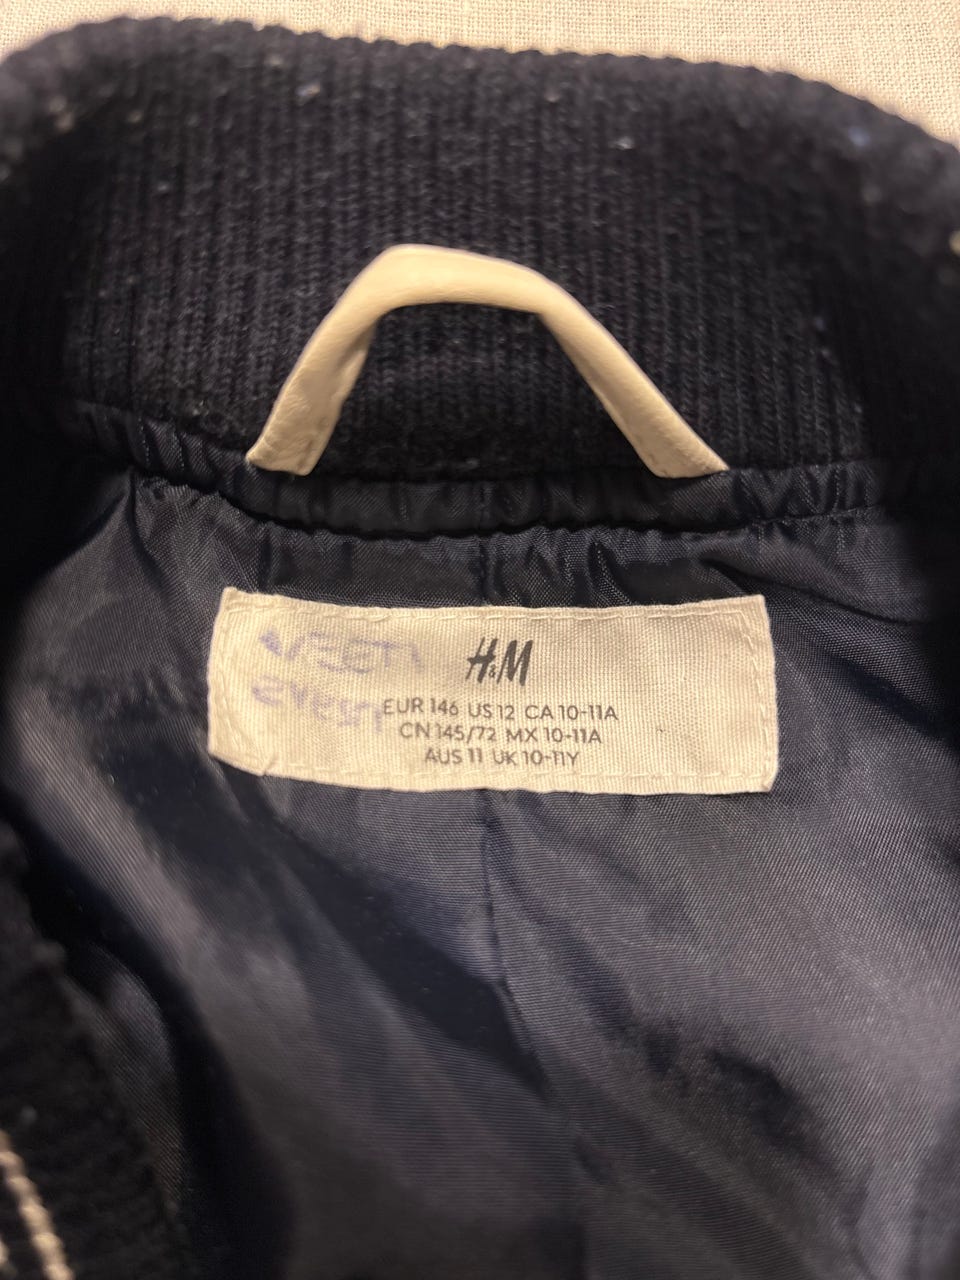 H&M
EUR 146 US 12 CA 10-11A
CN 145/72 MX 10-11A
AUS 11 UK 10-11Y